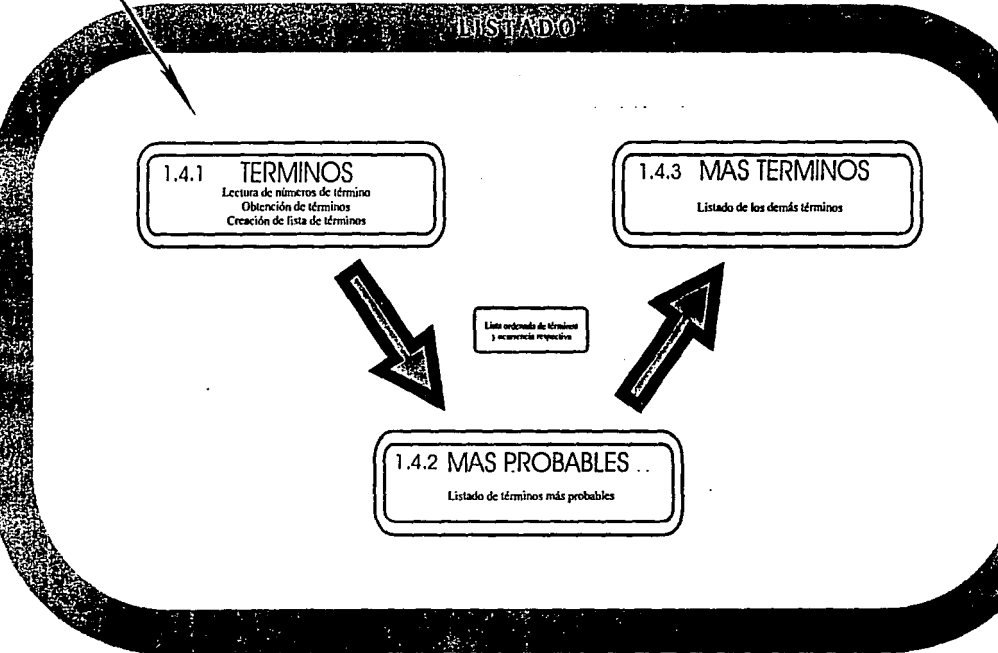 LISTADO
1.4.1 TERMINOS
Lectura de números de término
Obtención de términos
Creación de lista de términos
1.4.3 MAS TERMINOS
Listado de los demás términos
Lista ordenada de términos
y ocurrencia respectiva
1.4.2 MAS PROBABLES
Listado de términos más probables